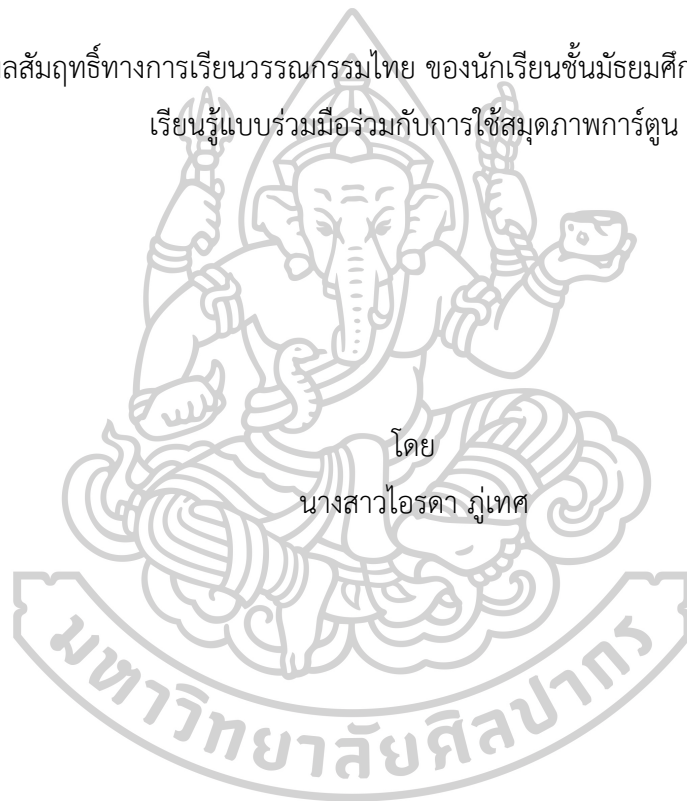 ลสัมฤทธิ์ทางการเรียนวรรณกรรมไทย ของนักเรียนชั้นมัธยมศึก
เรียนรู้แบบร่วมมือร่วมกับการใช้สมุดภาพการ์ตูน
โดย
นางสาวไอรดา ภู่เทศ
มหาวิทยาลัยศิลปากร